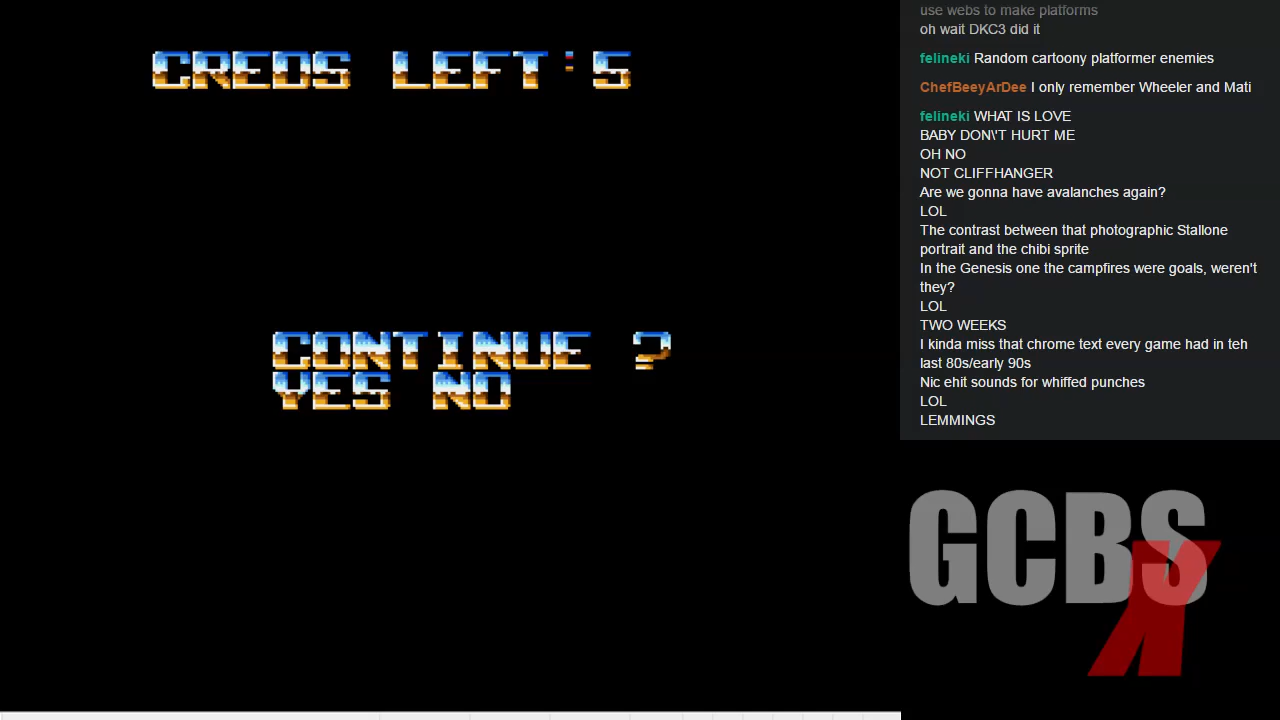 CREDS LEFT:5
CONTINUE ?
YES NO
use webs to make platforms
oh wait DKC3 did it
felineki Random cartoony platformer enemies
ChefBeeyArDee I only remember Wheeler and Mati
felineki WHAT IS LOVE
BABY DON\'T HURT ME
OH NO
NOT CLIFFHANGER
Are we gonna have avalanches again?
LOL
The contrast between that photographic Stallone
portrait and the chibi sprite
In the Genesis one the campfires were goals, weren't
they?
LOL
TWO WEEKS
I kinda miss that chrome text every game had in teh
last 80s/early 90s
Nic ehit sounds for whiffed punches
LOL
LEMMINGS
GCBS
X